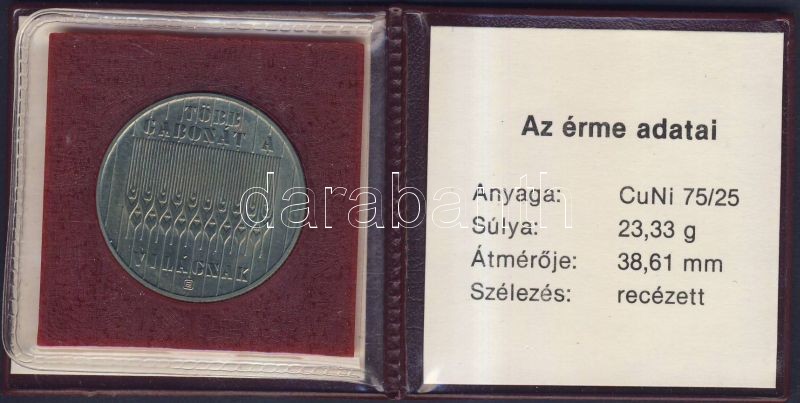 TÖBB
GABONÁT A
VILÁGNAK
Az érme adatai
Anyaga: CuNi 75/25
Súlya: 23,33 g
Átmérője: 38,61 mm
Szélezés: recézett
darabanth